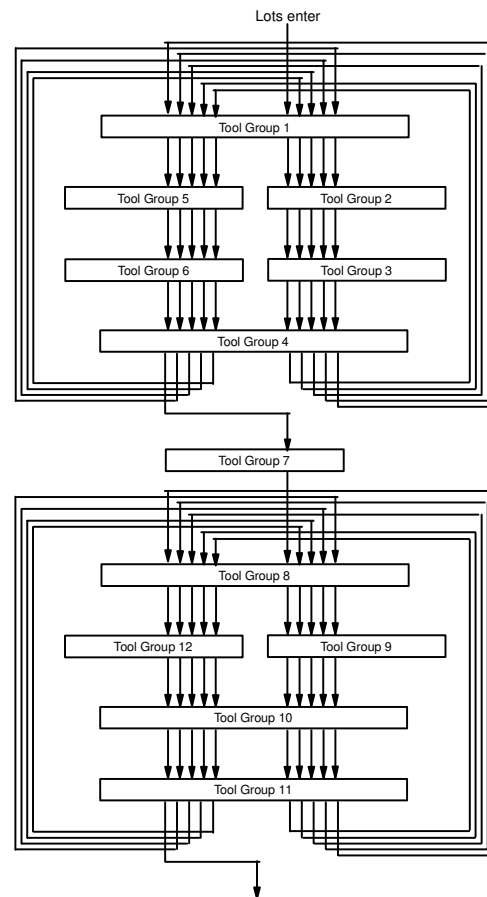 Lots enter
Tool Group 1
Tool Group 5
Tool Group 2
Tool Group 6
Tool Group 3
Tool Group 4
Tool Group 7
Tool Group 8
Tool Group 12
Tool Group 9
Tool Group 10
Tool Group 11